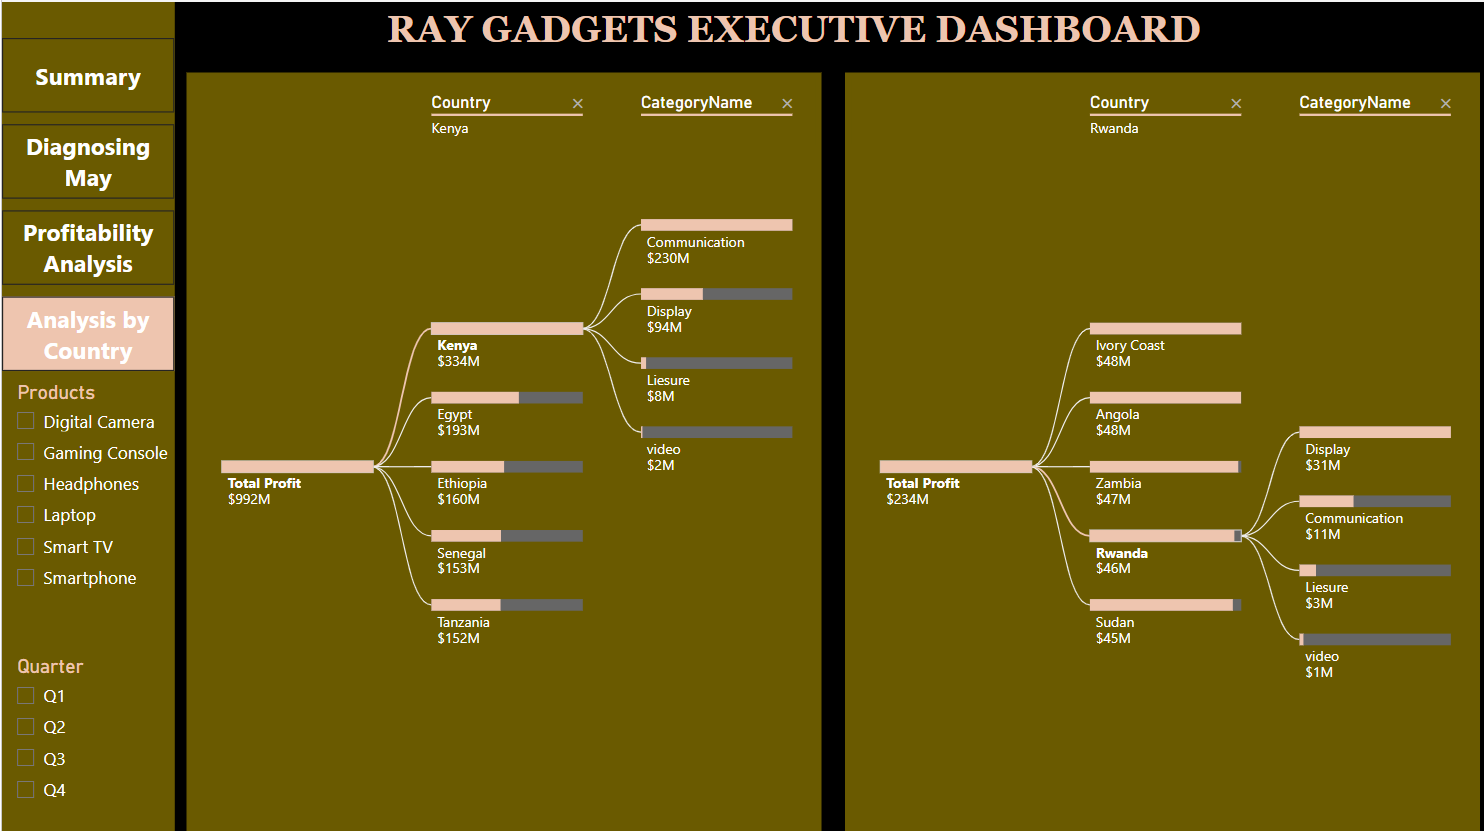 RAY GADGETS EXECUTIVE DASHBOARD
Summary
Diagnosing
May
Profitability
Analysis
Analysis by
Country
Products
Digital Camera
Gaming Console
Headphones
Laptop
Smart TV
Smartphone
Quarter
Q1
Q2
Q3
Q4
Country
Kenya
CategoryName
Total Profit
$992M
Kenya
$334M
Egypt
$193M
Ethiopia
$160M
Senegal
$153M
Tanzania
$152M
Communication
$230M
Display
$94M
Liesure
$8M
video
$2M
Country
Rwanda
CategoryName
Total Profit
$234M
Ivory Coast
$48M
Angola
$48M
Zambia
$47M
Rwanda
$46M
Sudan
$45M
Display
$31M
Communication
$11M
Liesure
$3M
video
$1M